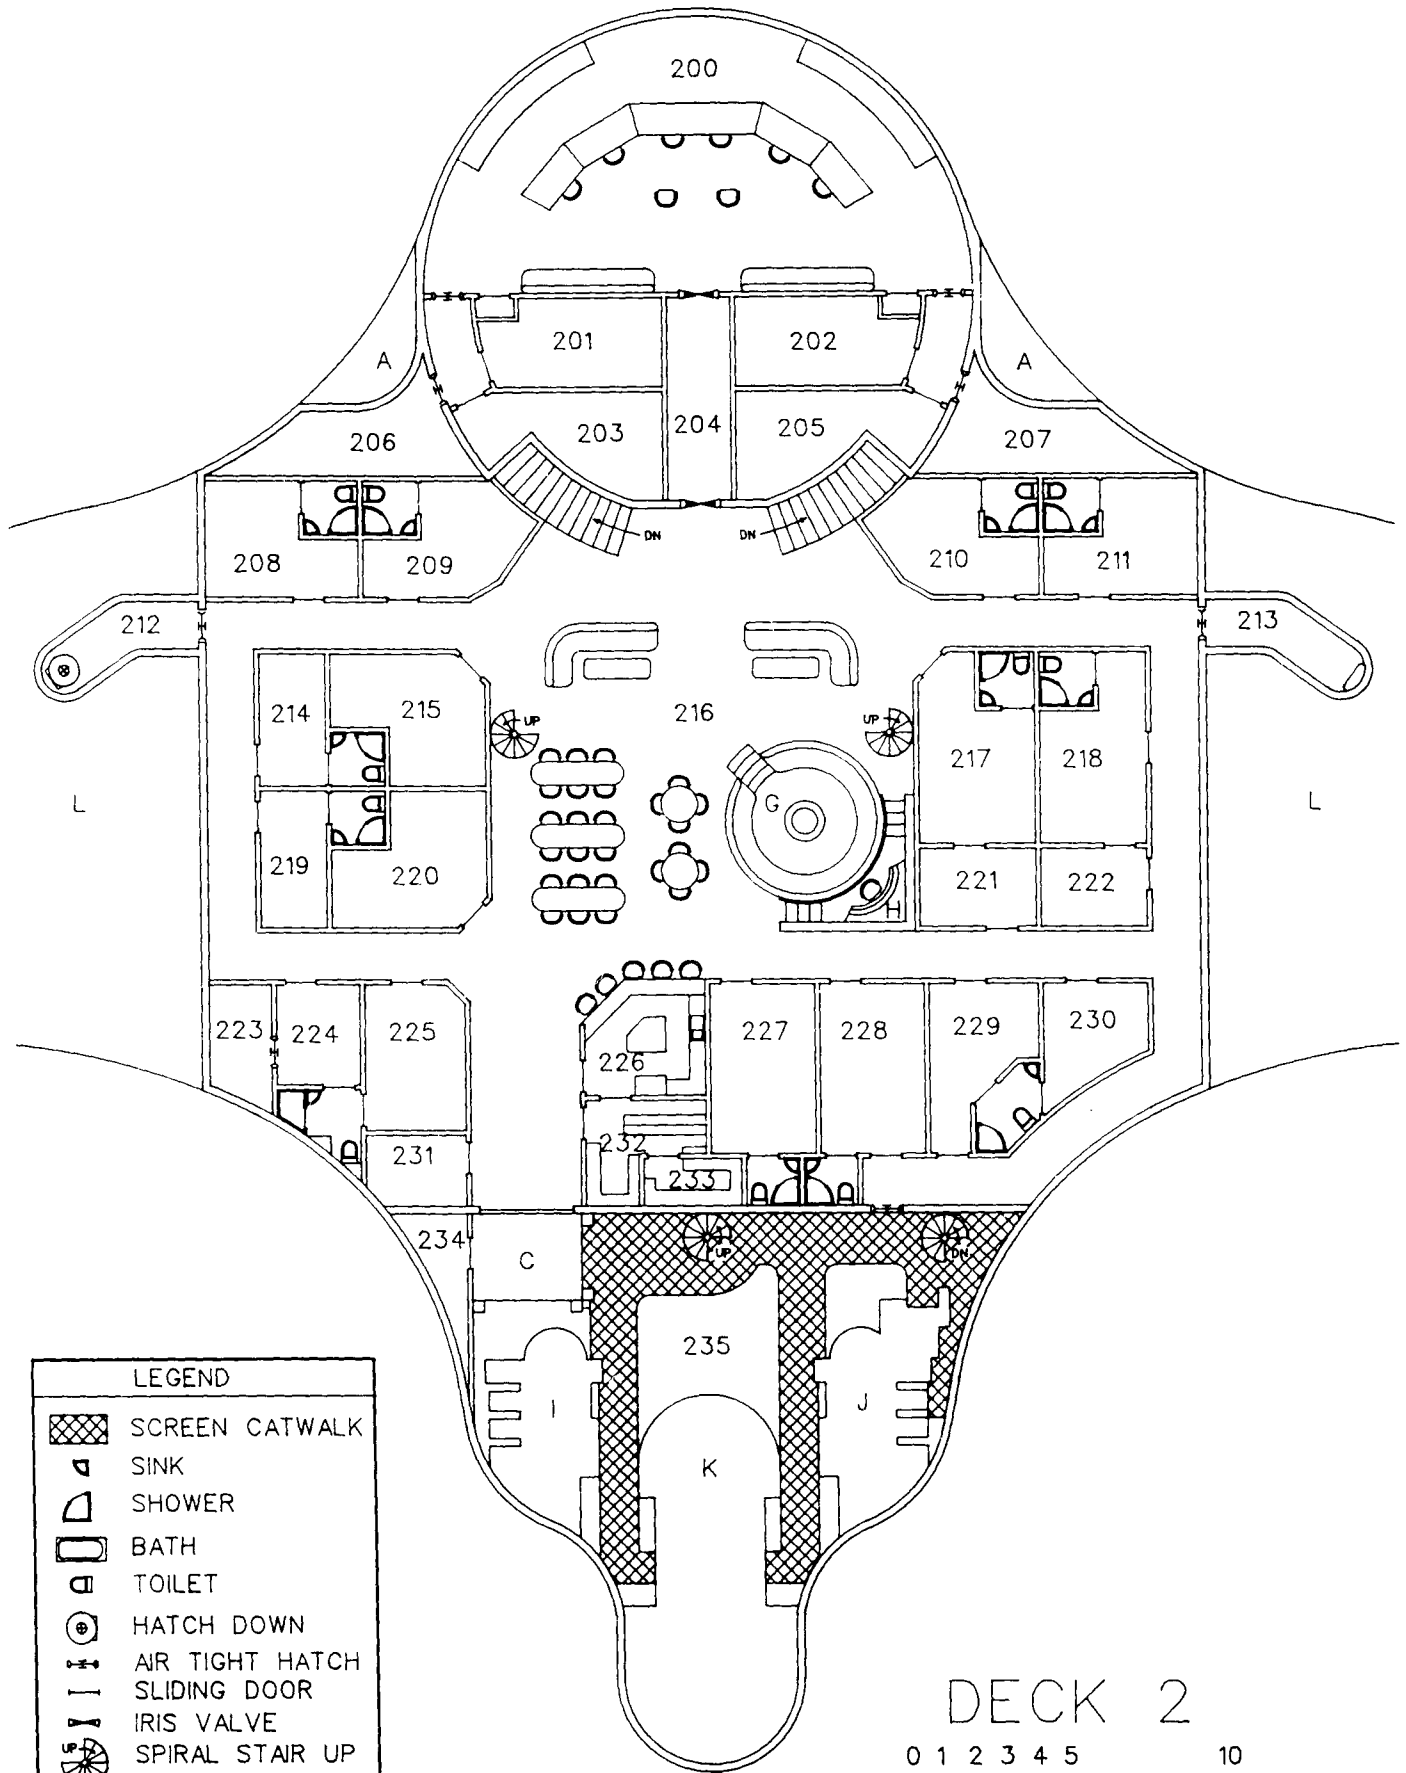 200
201
202
A
A
203
204
205
206
207
DN
DN
208
209
210
211
212
213
214
215
UP
216
UP
217
218
L
G
L
219
220
221
222
H
223
224
225
226
227
228
229
230
231
232
233
234
C
UP
DN
235
I
J
K
LEGEND
SCREEN CATWALK
SINK
SHOWER
BATH
TOILET
HATCH DOWN
AIR TIGHT HATCH
SLIDING DOOR
IRIS VALVE
UP SPIRAL STAIR UP
DECK 2
0 1 2 3 4 5 10